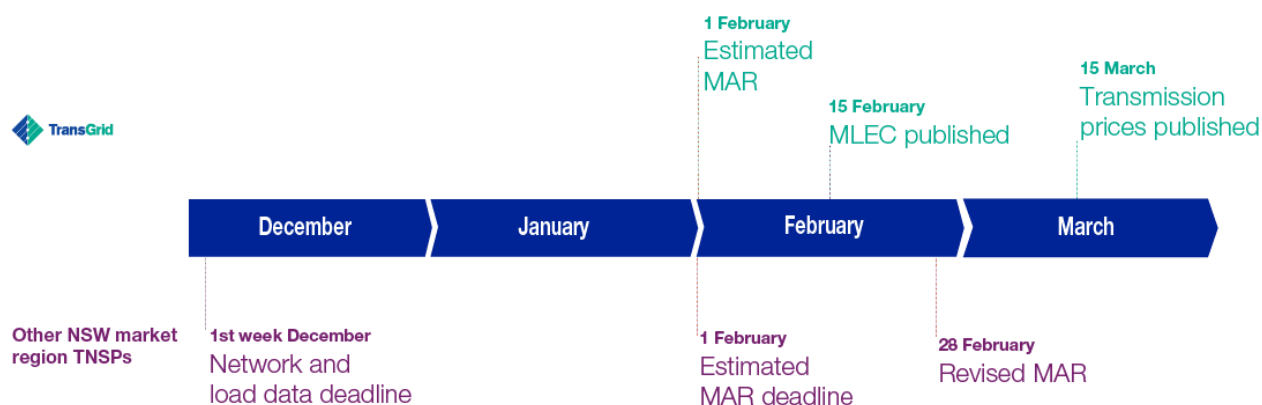 1 February
Estimated
MAR
15 February
MLEC published
15 March
Transmission
prices published
TransGrid
December
January
February
March
Other NSW market
region TNSPs
1st week December
Network and
load data deadline
1 February
Estimated
MAR deadline
28 February
Revised MAR